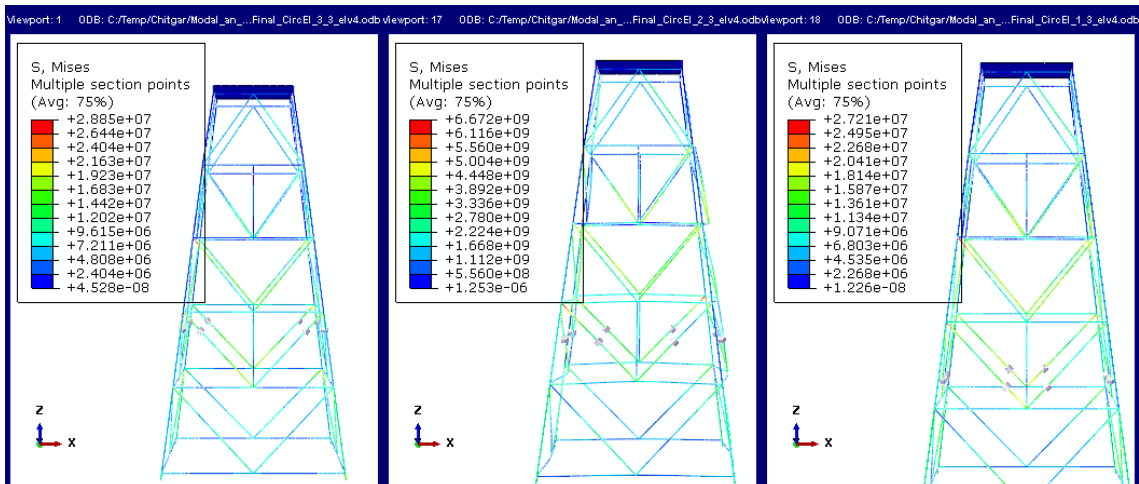 Viewport: 1 ODB: C:/Temp/Chitgar/Modal_an_...Final_CircEl_3_3_elv4.odb
Viewport: 17 ODB: C:/Temp/Chitgar/Modal_an_...Final_CircEl_2_3_elv4.odb
Viewport: 18 ODB: C:/Temp/Chitgar/Modal_an_...Final_CircEl_1_3_elv4.odb
S, Mises
Multiple section points
(Avg: 75%)
+2.885e+07
+2.644e+07
+2.404e+07
+2.163e+07
+1.923e+07
+1.683e+07
+1.442e+07
+1.202e+07
+9.615e+06
+7.211e+06
+4.808e+06
+2.404e+06
+4.528e-08
Z
X
S, Mises
Multiple section points
(Avg: 75%)
+6.672e+09
+6.116e+09
+5.560e+09
+5.004e+09
+4.448e+09
+3.892e+09
+3.336e+09
+2.780e+09
+2.224e+09
+1.668e+09
+1.112e+09
+5.560e+08
+1.253e-06
Z
X
S, Mises
Multiple section points
(Avg: 75%)
+2.721e+07
+2.495e+07
+2.268e+07
+2.041e+07
+1.814e+07
+1.587e+07
+1.361e+07
+1.134e+07
+9.071e+06
+6.803e+06
+4.535e+06
+2.268e+06
+1.226e-08
Z
X